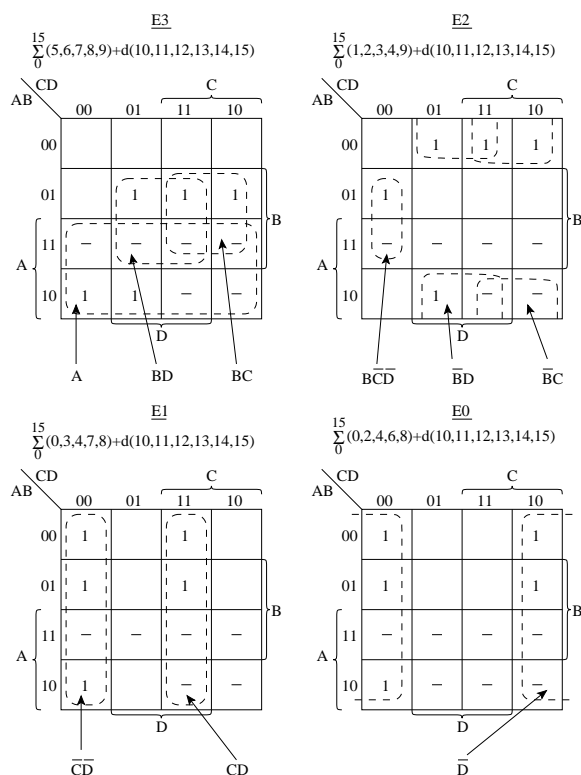 E3
15
Σ(5,6,7,8,9)+d(10,11,12,13,14,15)
0
CD
C
AB
00 01 11 10
00
01 1 1 1
B
11 – – – –
A
10 1 1 – –
D
A BD BC
E2
15
Σ(1,2,3,4,9)+d(10,11,12,13,14,15)
0
CD
C
AB
00 01 11 10
00 1 1 1
01 1
B
11 – – – –
A
10 1 – –
D
BC̅D̅ B̅D B̅C
E1
15
Σ(0,3,4,7,8)+d(10,11,12,13,14,15)
0
CD
C
AB
00 01 11 10
00 1 1
01 1 1
B
11 – – – –
A
10 1 – –
D
C̅D̅ CD
E0
15
Σ(0,2,4,6,8)+d(10,11,12,13,14,15)
0
CD
C
AB
00 01 11 10
00 1 1
01 1 1
B
11 – – – –
A
10 1 – –
D
D̅